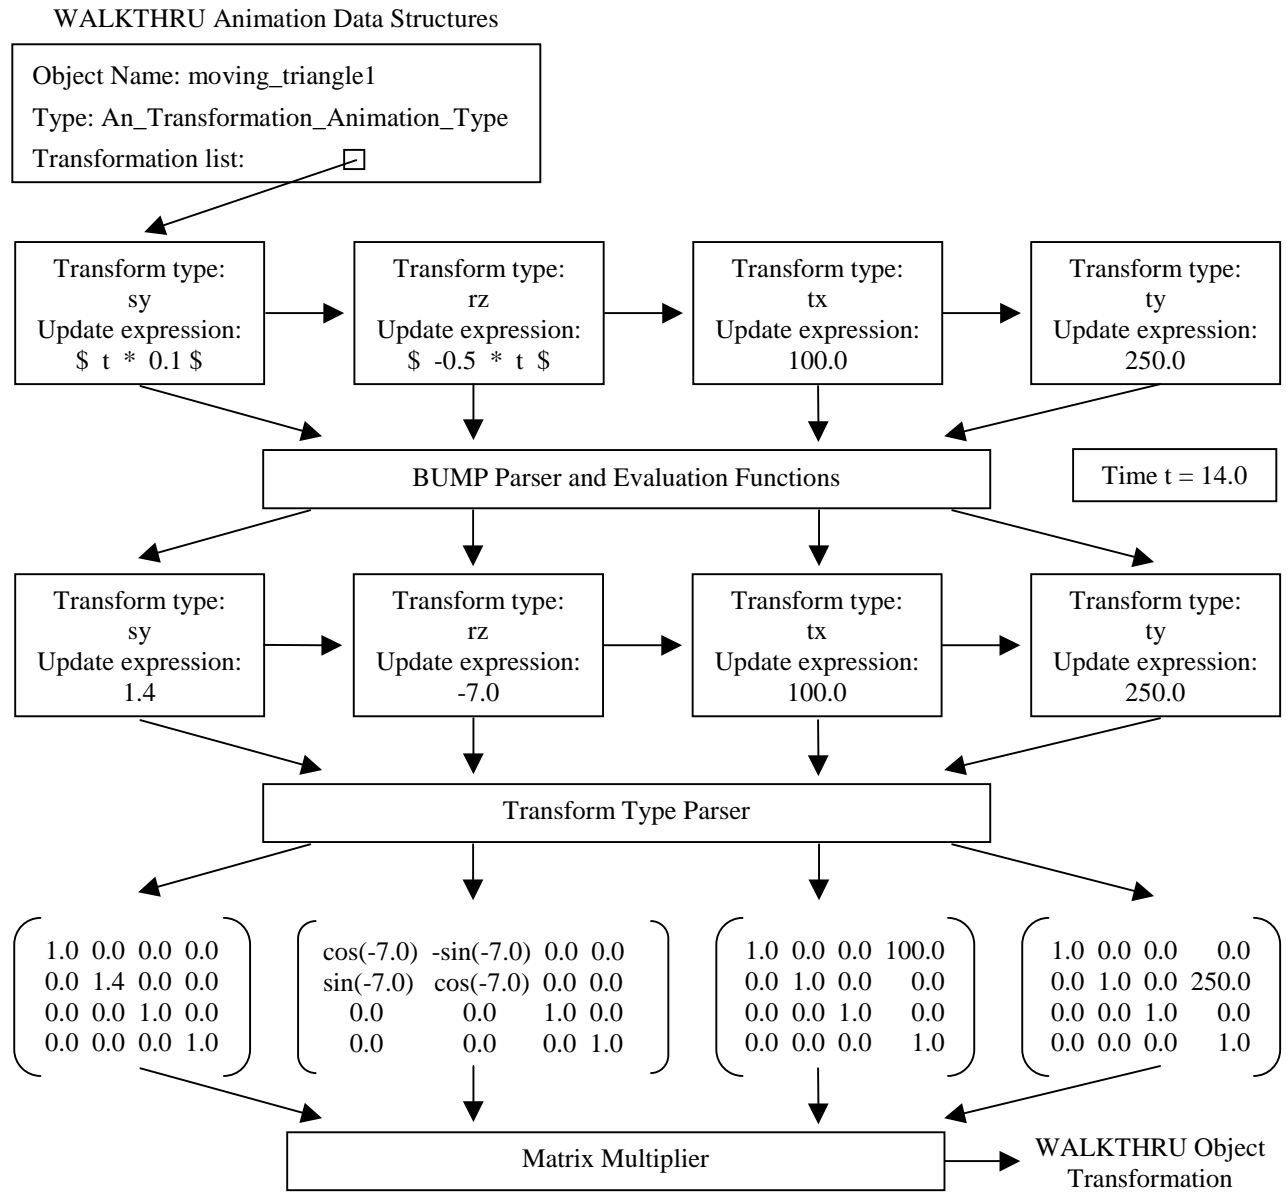 WALKTHRU Animation Data Structures
Object Name: moving_triangle1
Type: An_Transformation_Animation_Type
Transformation list:
Transform type:
sy
Update expression:
$ t * 0.1 $
Transform type:
rz
Update expression:
$ -0.5 * t $
Transform type:
tx
Update expression:
100.0
Transform type:
ty
Update expression:
250.0
BUMP Parser and Evaluation Functions
Time t = 14.0
Transform type:
sy
Update expression:
1.4
Transform type:
rz
Update expression:
-7.0
Transform type:
tx
Update expression:
100.0
Transform type:
ty
Update expression:
250.0
Transform Type Parser
1.0 0.0 0.0 0.0
0.0 1.4 0.0 0.0
0.0 0.0 1.0 0.0
0.0 0.0 0.0 1.0
cos(-7.0) -sin(-7.0) 0.0 0.0
sin(-7.0) cos(-7.0) 0.0 0.0
0.0 0.0 1.0 0.0
0.0 0.0 0.0 1.0
1.0 0.0 0.0 100.0
0.0 1.0 0.0 0.0
0.0 0.0 1.0 0.0
0.0 0.0 0.0 1.0
1.0 0.0 0.0 0.0
0.0 1.0 0.0 250.0
0.0 0.0 1.0 0.0
0.0 0.0 0.0 1.0
Matrix Multiplier
WALKTHRU Object
Transformation